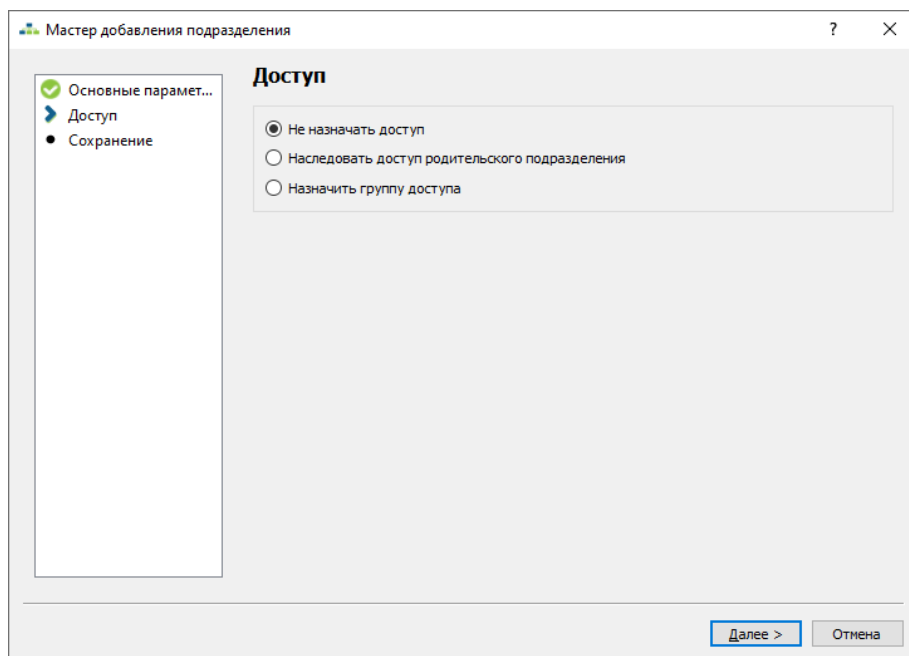 Мастер добавления подразделения
?
Основные парамет...
Доступ
Сохранение
Доступ
Не назначать доступ
Наследовать доступ родительского подразделения
Назначить группу доступа
Далее >
Отмена